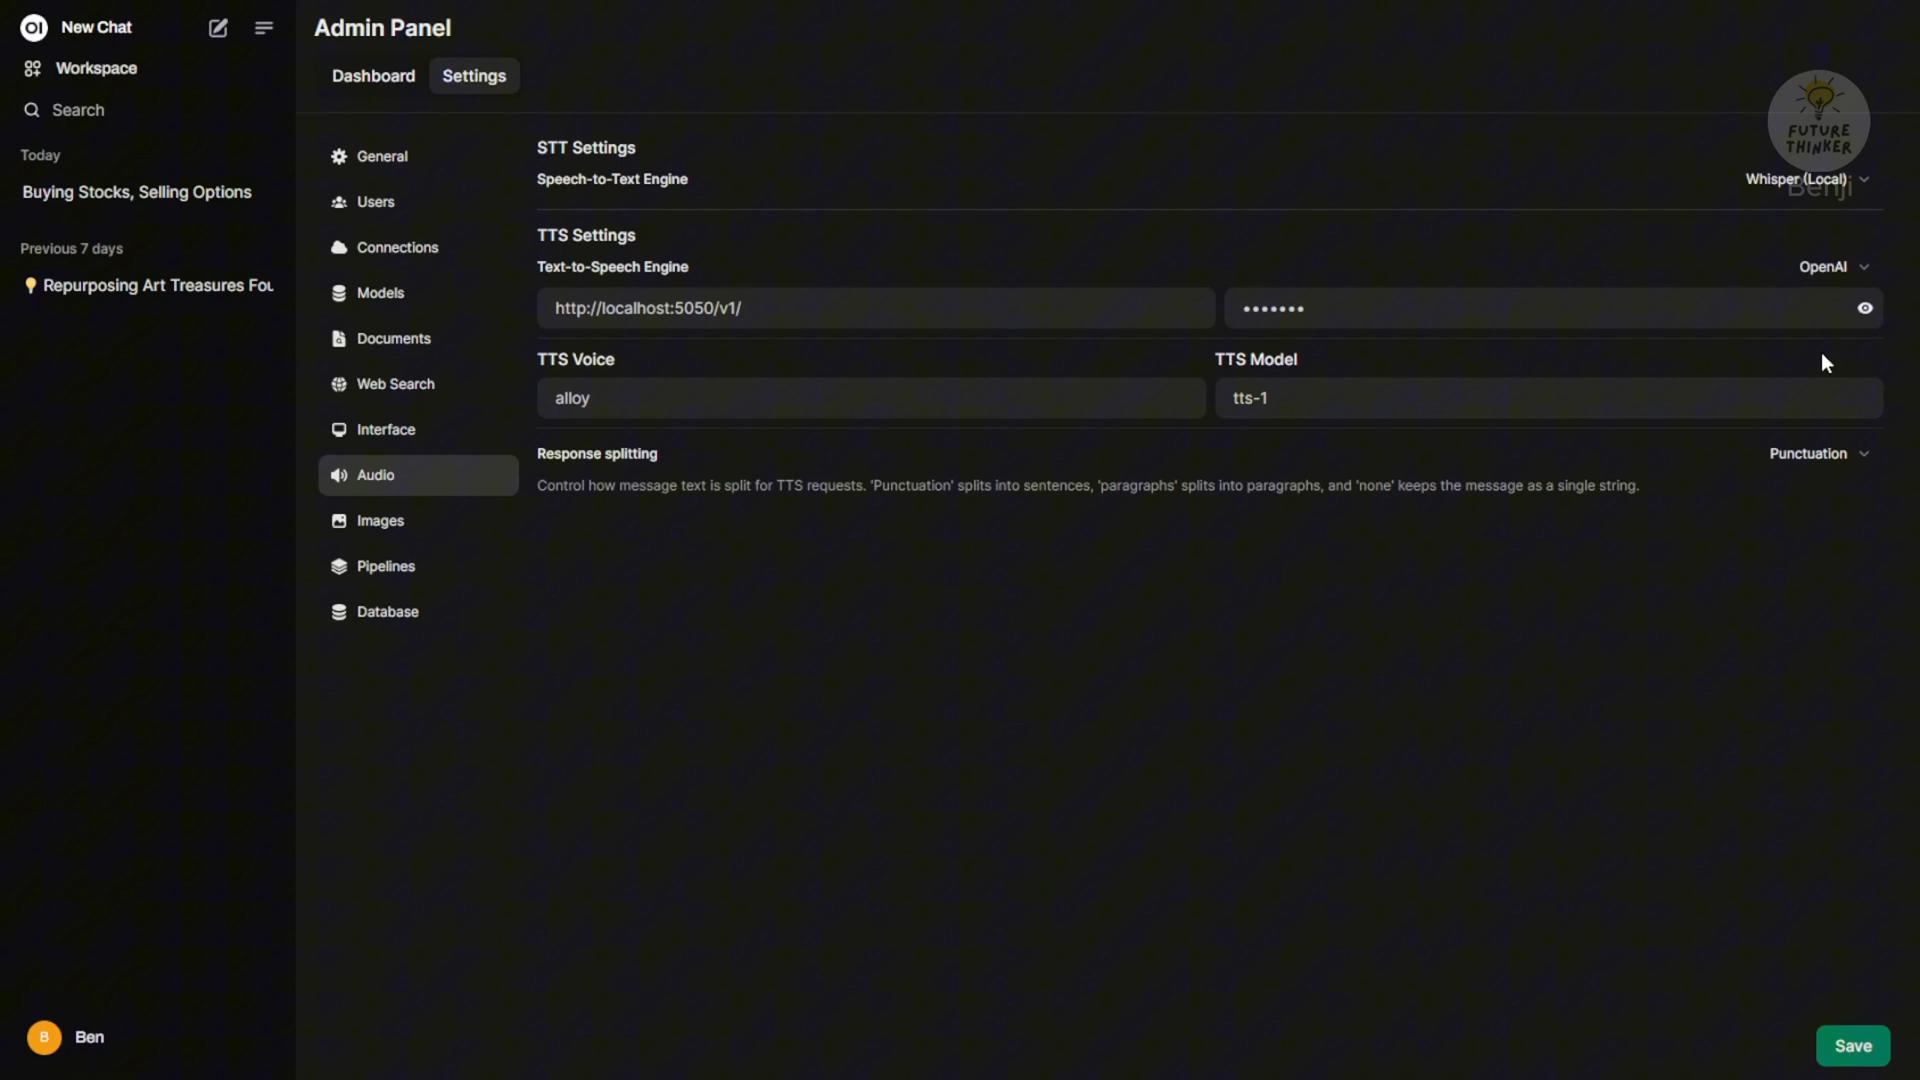 OI New Chat
Workspace
Search
Today
Buying Stocks, Selling Options
Previous 7 days
Repurposing Art Treasures Fou
B Ben
Admin Panel
Dashboard Settings
General
Users
Connections
Models
Documents
Web Search
Interface
Audio
Images
Pipelines
Database
STT Settings
Speech-to-Text Engine Whisper (Local)
TTS Settings
Text-to-Speech Engine OpenAI
http://localhost:5050/v1/ •••••••
TTS Voice TTS Model
alloy tts-1
Response splitting Punctuation
Control how message text is split for TTS requests. 'Punctuation' splits into sentences, 'paragraphs' splits into paragraphs, and 'none' keeps the message as a single string.
Save
FUTURE
THINKER
Benji